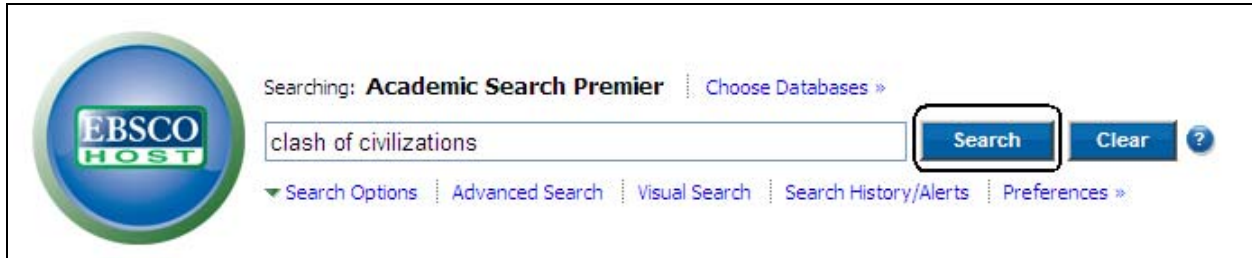 EBSCO
HOST
Searching: Academic Search Premier Choose Databases »
clash of civilizations Search Clear ?
Search Options Advanced Search Visual Search Search History/Alerts Preferences »